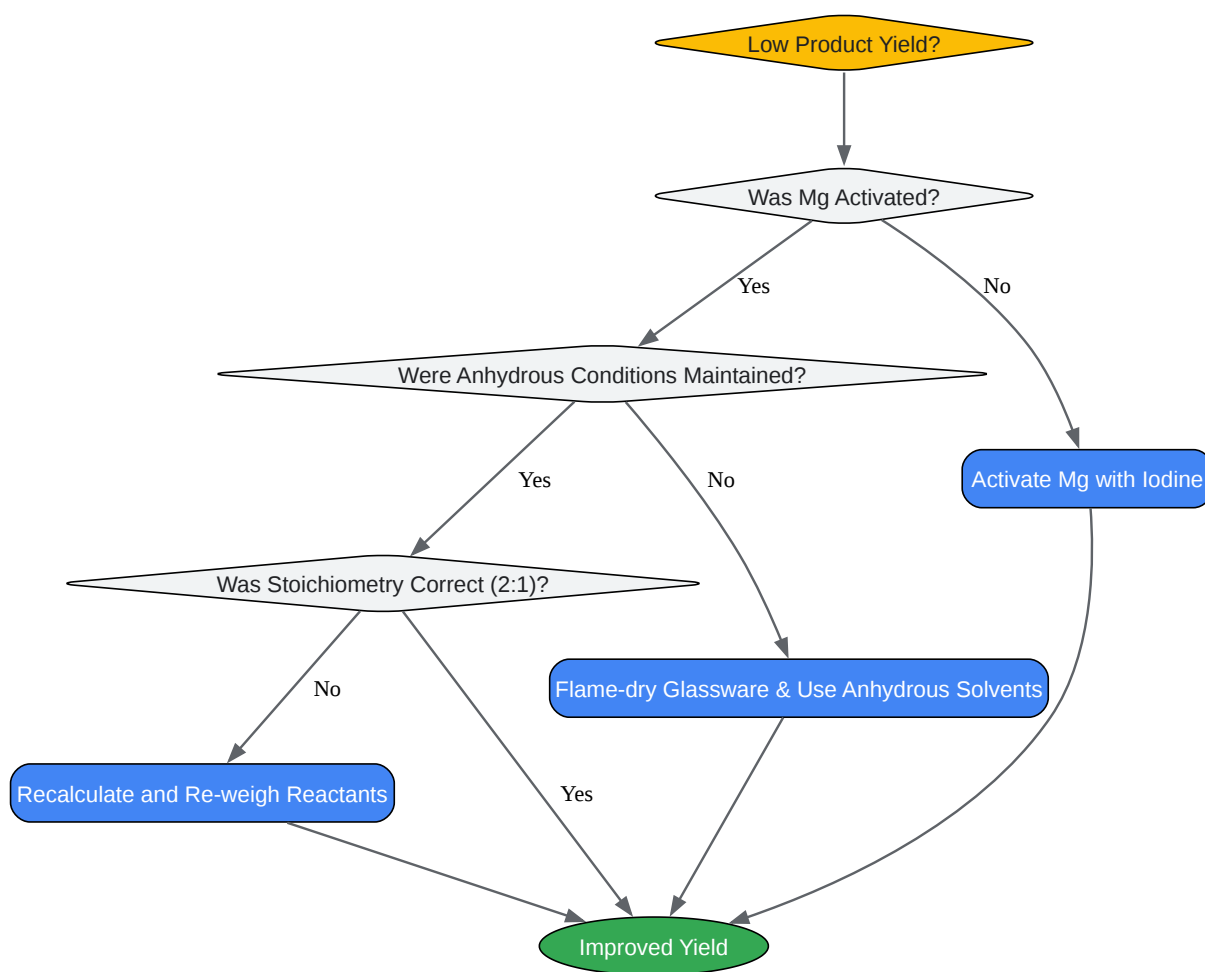 Low Product Yield?
Was Mg Activated?
Yes
No
Were Anhydrous Conditions Maintained?
Yes
No
Activate Mg with Iodine
Was Stoichiometry Correct (2:1)?
No
Flame-dry Glassware & Use Anhydrous Solvents
Recalculate and Re-weigh Reactants
Yes
Improved Yield